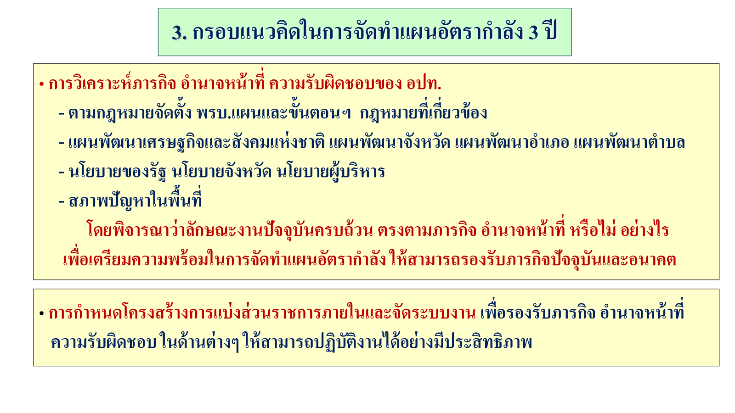 3. กรอบแนวคิดในการจัดทำแผนอัตรากำลัง 3 ปี
• การวิเคราะห์ภารกิจ อำนาจหน้าที่ ความรับผิดชอบของ อปท.
- ตามกฎหมายจัดตั้ง พรบ.แผนและขั้นตอนฯ กฎหมายที่เกี่ยวข้อง
- แผนพัฒนาเศรษฐกิจและสังคมแห่งชาติ แผนพัฒนาจังหวัด แผนพัฒนาอำเภอ แผนพัฒนาตำบล
- นโยบายของรัฐ นโยบายจังหวัด นโยบายผู้บริหาร
- สภาพปัญหาในพื้นที่
โดยพิจารณาว่าลักษณะงานปัจจุบันครบถ้วน ตรงตามภารกิจ อำนาจหน้าที่ หรือไม่ อย่างไร
เพื่อเตรียมความพร้อมในการจัดทำแผนอัตรากำลัง ให้สามารถรองรับภารกิจปัจจุบันและอนาคต
• การกำหนดโครงสร้างการแบ่งส่วนราชการภายในและจัดระบบงาน เพื่อรองรับภารกิจ อำนาจหน้าที่
ความรับผิดชอบ ในด้านต่างๆ ให้สามารถปฏิบัติงานได้อย่างมีประสิทธิภาพ